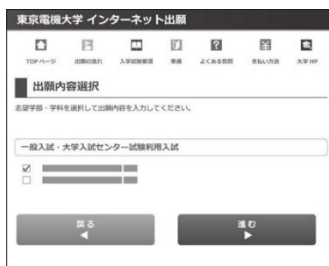 東京電機大学 インターネット出願
TOPページ 出願の流れ 入学試験要項 準備 よくある質問 支払い方法 大学HP
出願内容選択
志望学部・学科を選択して出願内容を入力してください。
一般入試・大学入試センター試験利用入試
戻る
進む